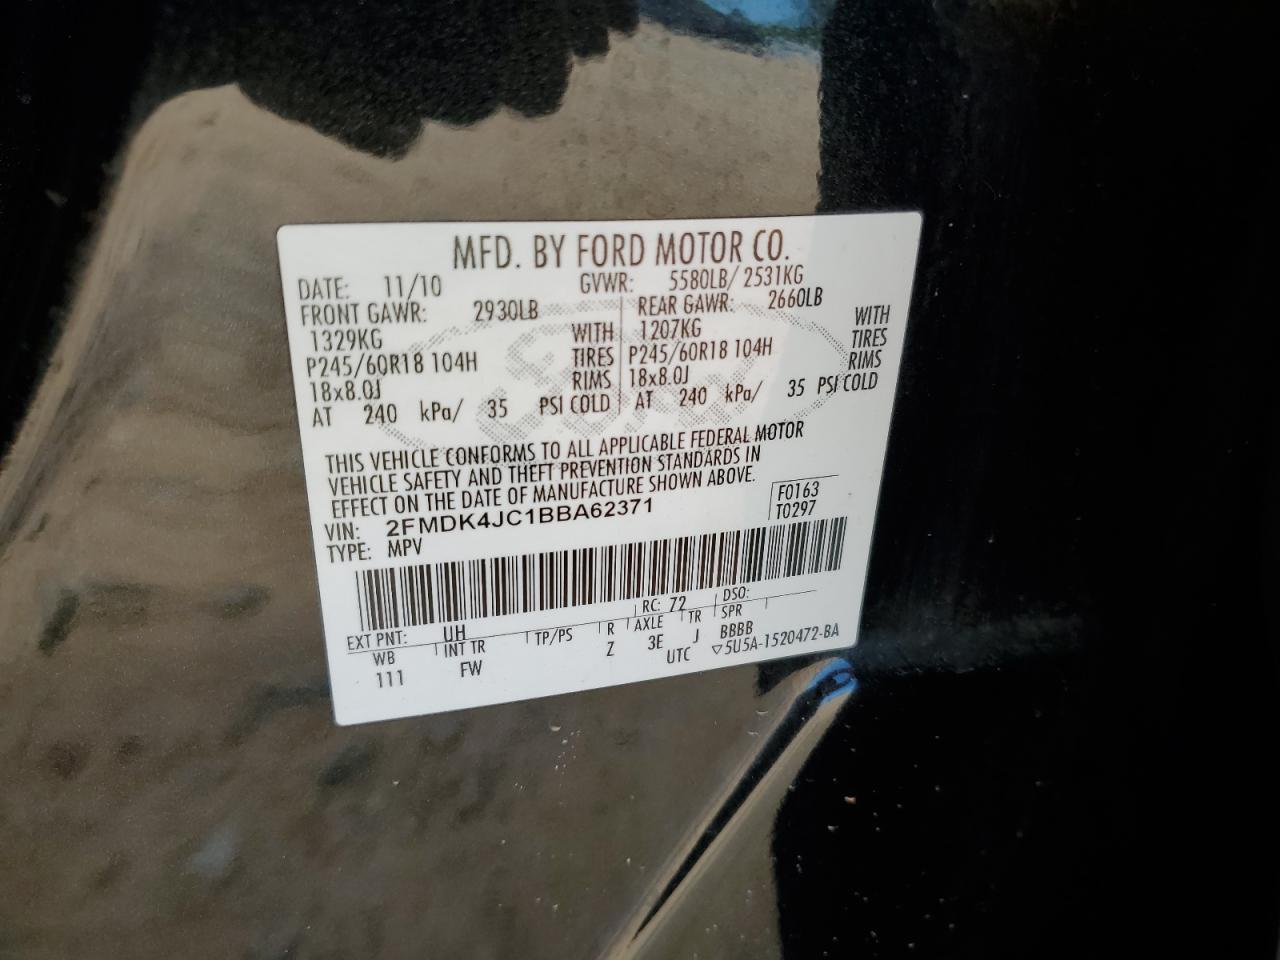 MFD. BY FORD MOTOR CO.
DATE: 11/10 GVWR: 5580LB/ 2531KG
FRONT GAWR: 2930LB REAR GAWR: 2660LB
1329KG WITH 1207KG WITH
P245/60R18 104H TIRES P245/60R18 104H TIRES
18x8.0J RIMS 18x8.0J RIMS
AT 240 kPa/ 35 PSI COLD AT 240 kPa/ 35 PSI COLD
THIS VEHICLE CONFORMS TO ALL APPLICABLE FEDERAL MOTOR
VEHICLE SAFETY AND THEFT PREVENTION STANDARDS IN
EFFECT ON THE DATE OF MANUFACTURE SHOWN ABOVE.
VIN: 2FMDK4JC1BBA62371 F0163
TYPE: MPV T0297
EXT PNT: UH RC: 72 DSO:
WB INT TR TP/PS R AXLE TR SPR
111 FW Z 3E J BBBB
UTC ▽5U5A-1520472-BA